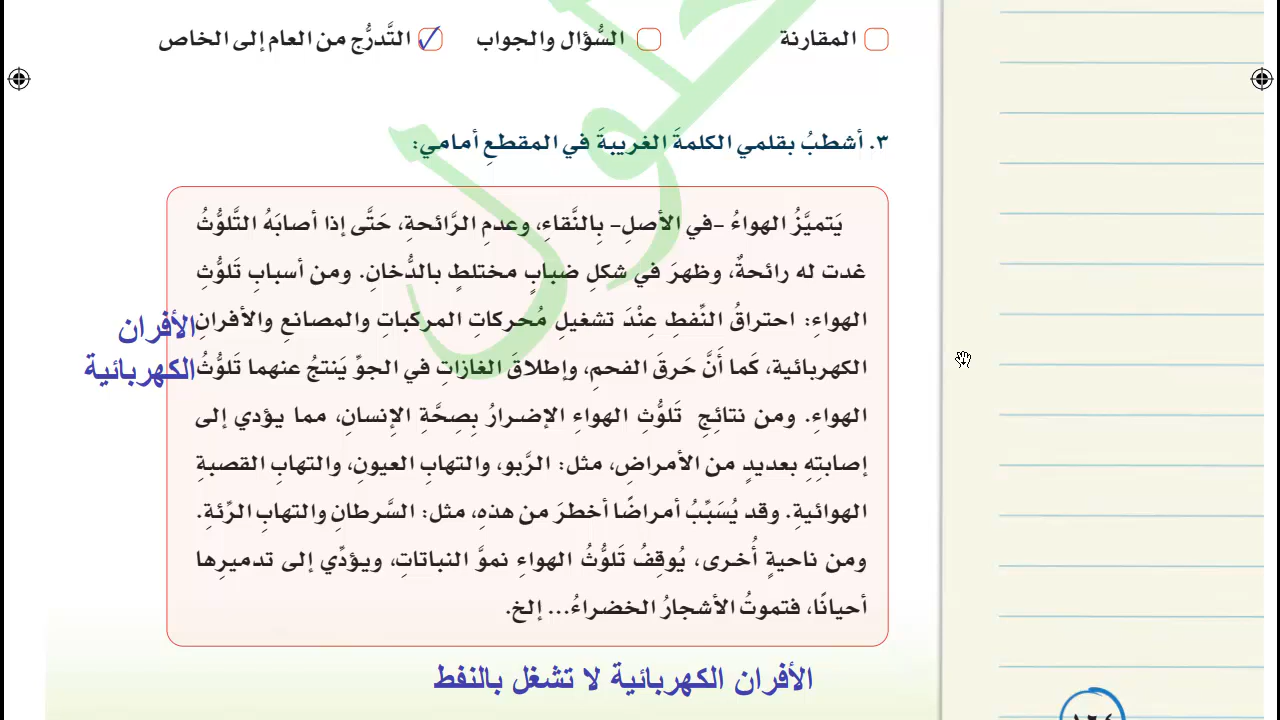 المقارنة السُّؤال والجواب التَّدرُّج من العام إلى الخاص
٣. أشطبُ بقلمي الكلمةَ الغريبةَ في المقطعِ أمامي:
يَتميَّزُ الهواءُ -في الأصلِ- بِالنَّقاءِ، وعدمِ الرَّائحةِ، حَتَّى إذا أصابَهُ التَّلوُّثُ
غدت له رائحةٌ، وظهرَ في شكلِ ضبابٍ مختلطٍ بالدُّخانِ. ومن أسبابِ تَلوُّثِ
الهواءِ: احتراقُ النِّفطِ عِنْدَ تشغيلِ مُحركاتِ المركباتِ والمصانعِ والأفرانِ
الأفران
الكهربائية، كَما أَنَّ حَرقَ الفحمِ، وإطلاقَ الغازاتِ في الجوِّ يَنتجُ عنهما تَلوُّثُ
الكهربائية
الهواءِ. ومن نتائِجِ تَلوُّثِ الهواءِ الإضرارُ بِصِحَّةِ الإنسانِ، مما يؤدي إلى
إصابتِهِ بعديدٍ من الأمراضِ، مثل: الرَّبو، والتهابِ العيونِ، والتهابِ القصبةِ
الهوائيةِ. وقد يُسَبِّبُ أمراضًا أخطرَ من هذهِ، مثل: السَّرطانِ والتهابِ الرِّئةِ.
ومن ناحيةٍ أُخرى، يُوقِفُ تَلوُّثُ الهواءِ نموَّ النباتاتِ، ويؤدِّي إلى تدميرِها
أحيانًا، فتموتُ الأشجارُ الخضراءُ... إلخ.
الأفران الكهربائية لا تشغل بالنفط
حلول